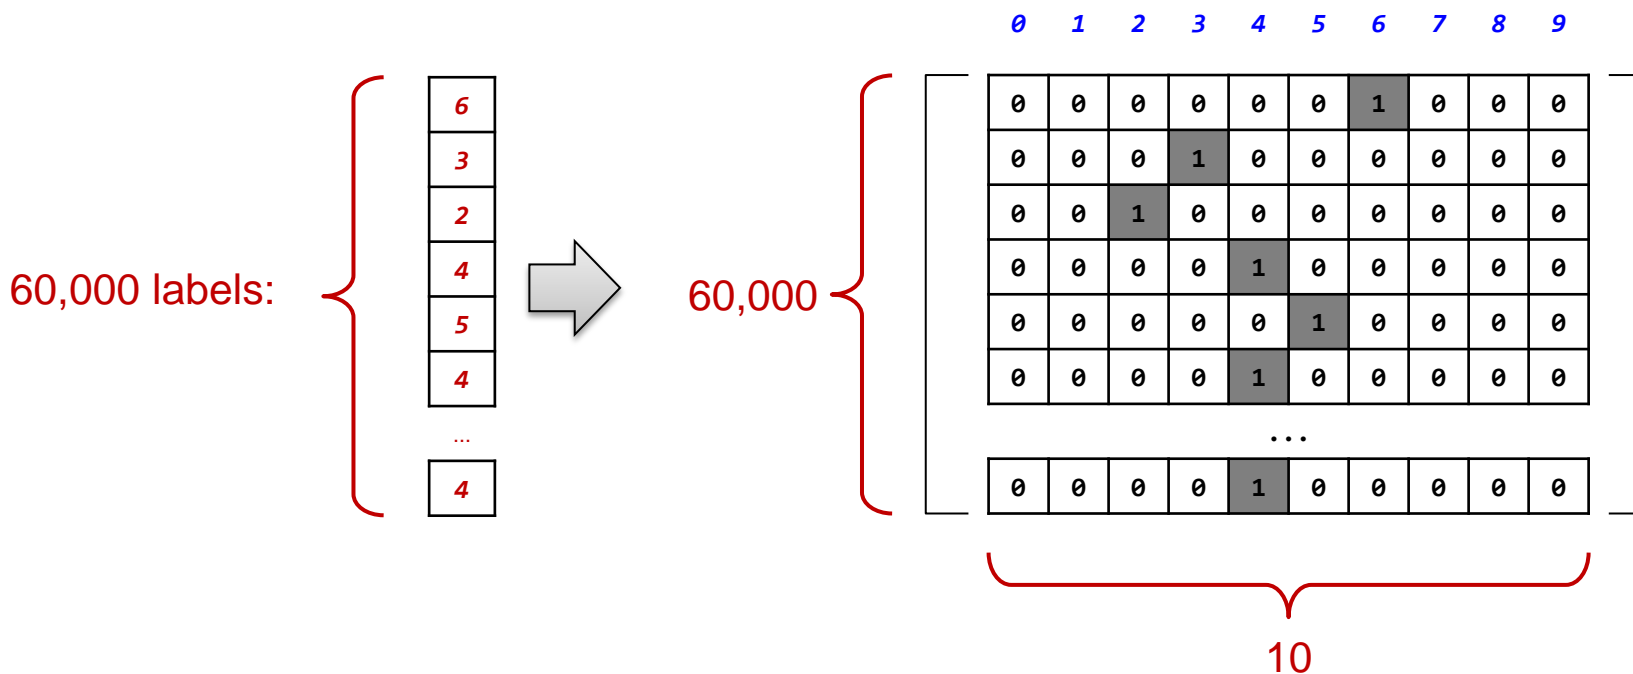 0 1 2 3 4 5 6 7 8 9
6
3
2
4
5
4
...
4
60,000 labels:
60,000
0 0 0 0 0 0 1 0 0 0
0 0 0 1 0 0 0 0 0 0
0 0 1 0 0 0 0 0 0 0
0 0 0 0 1 0 0 0 0 0
0 0 0 0 0 1 0 0 0 0
0 0 0 0 1 0 0 0 0 0
...
0 0 0 0 1 0 0 0 0 0
10